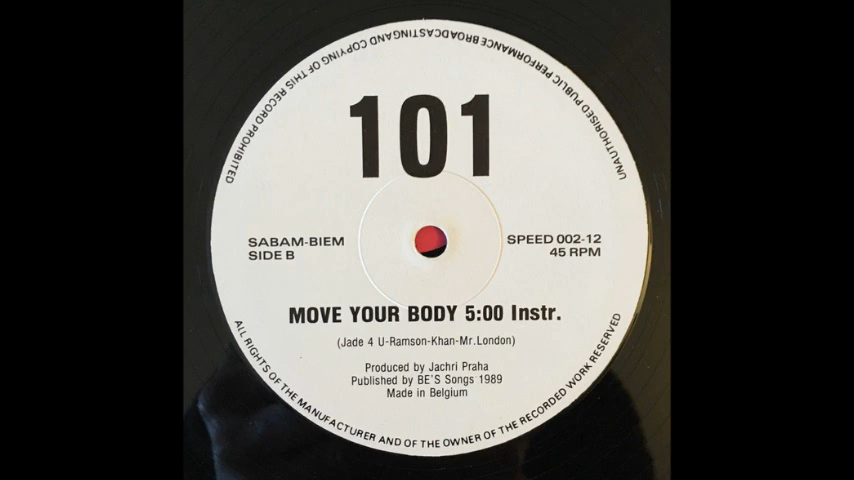 UNAUTHORISED PUBLIC PERFORMANCE BROADCASTING AND COPYING OF THIS RECORD PROHIBITED
101
SABAM-BIEM
SIDE B
SPEED 002-12
45 RPM
MOVE YOUR BODY 5:00 Instr.
(Jade 4 U-Ramson-Khan-Mr.London)
Produced by Jachri Praha
Published by BE'S Songs 1989
Made in Belgium
ALL RIGHTS OF THE MANUFACTURER AND OF THE OWNER OF THE RECORDED WORK RESERVED